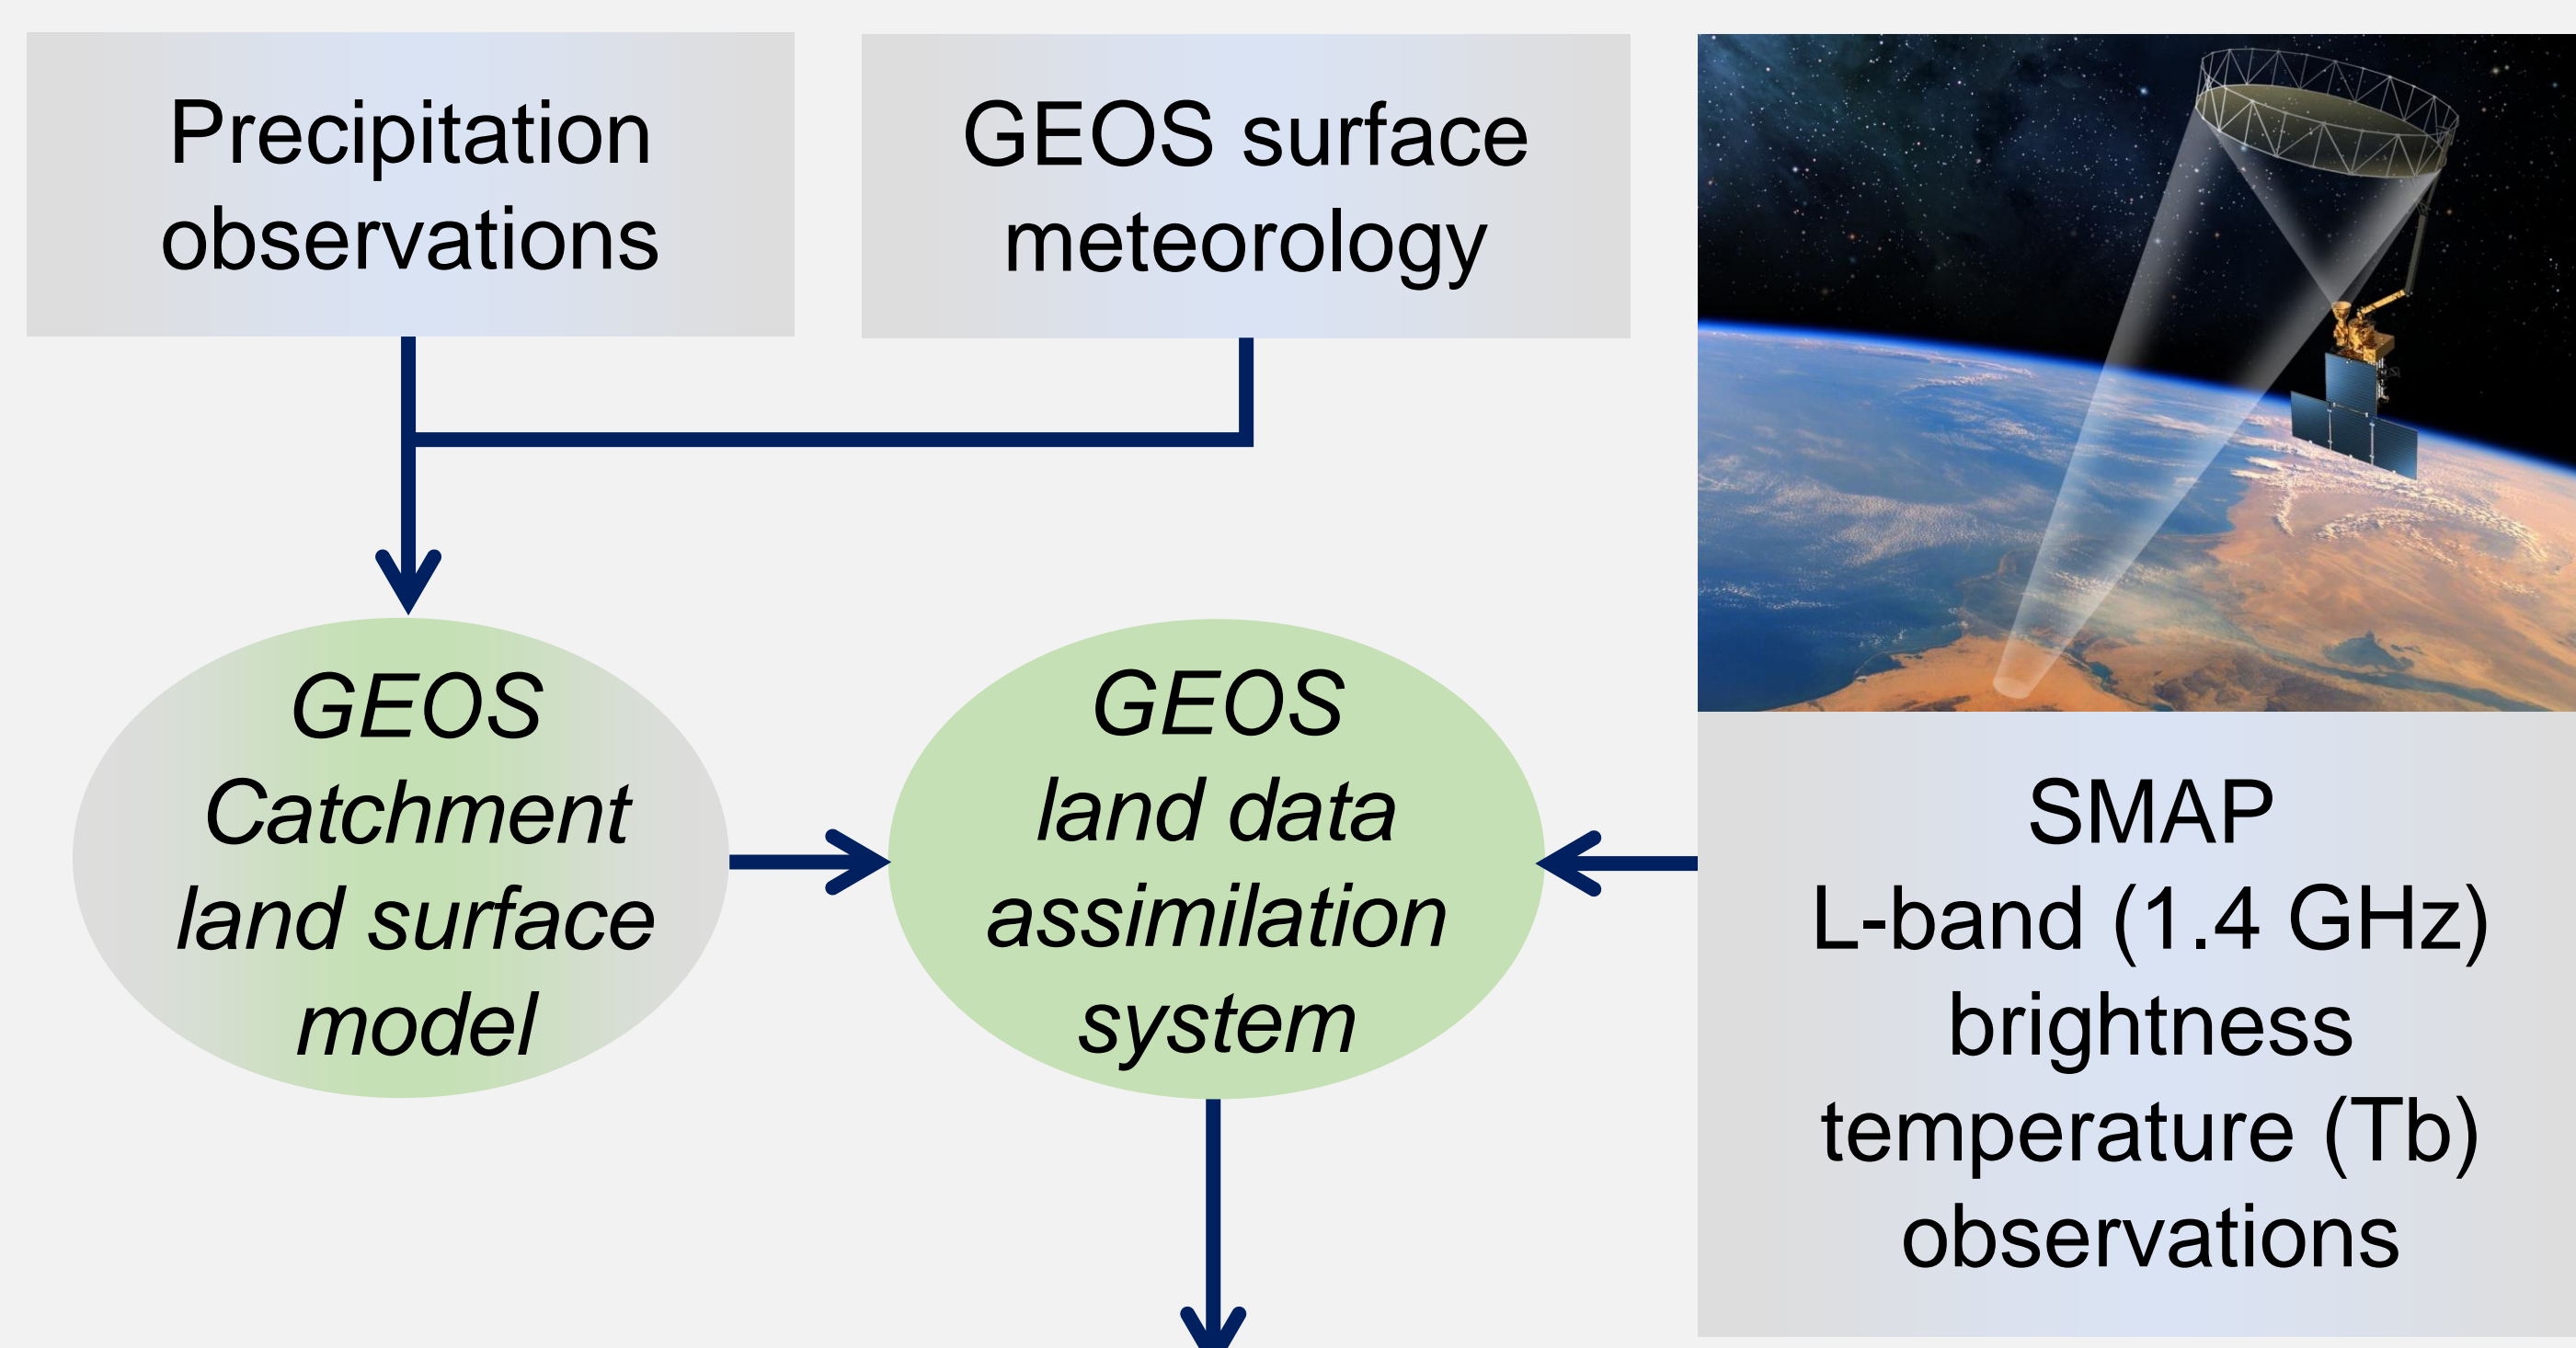 Precipitation
observations
GEOS surface
meteorology
GEOS
Catchment
land surface
model
GEOS
land data
assimilation
system
SMAP
L-band (1.4 GHz)
brightness
temperature (Tb)
observations